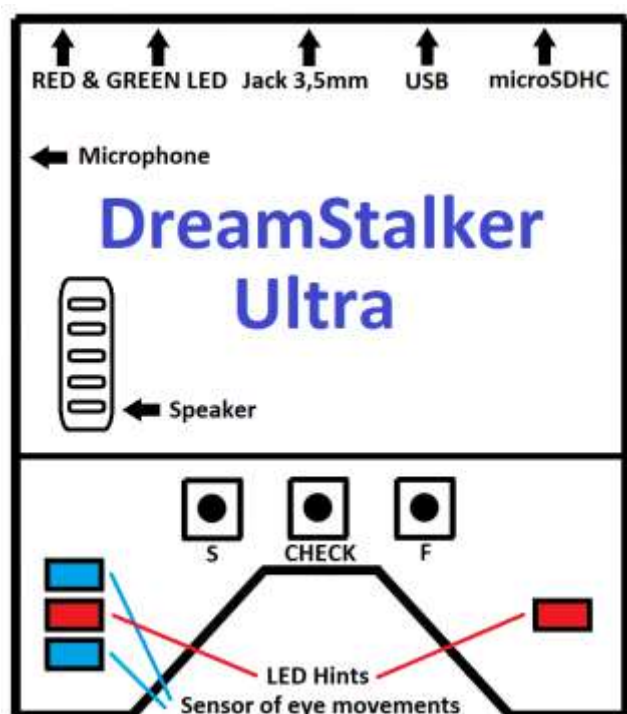 RED & GREEN LED Jack 3,5mm USB microSDHC
Microphone
DreamStalker
Ultra
Speaker
S CHECK F
LED Hints
Sensor of eye movements